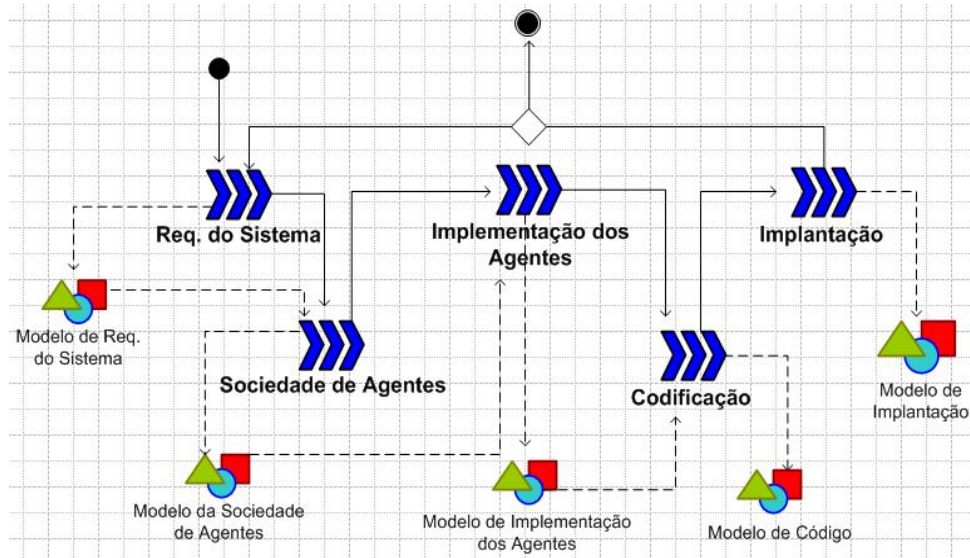 Req. do Sistema
Implementação dos
Agentes
Implantação
Modelo de Req.
do Sistema
Sociedade de Agentes
Codificação
Modelo de
Implantação
Modelo da Sociedade
de Agentes
Modelo de Implementação
dos Agentes
Modelo de Código